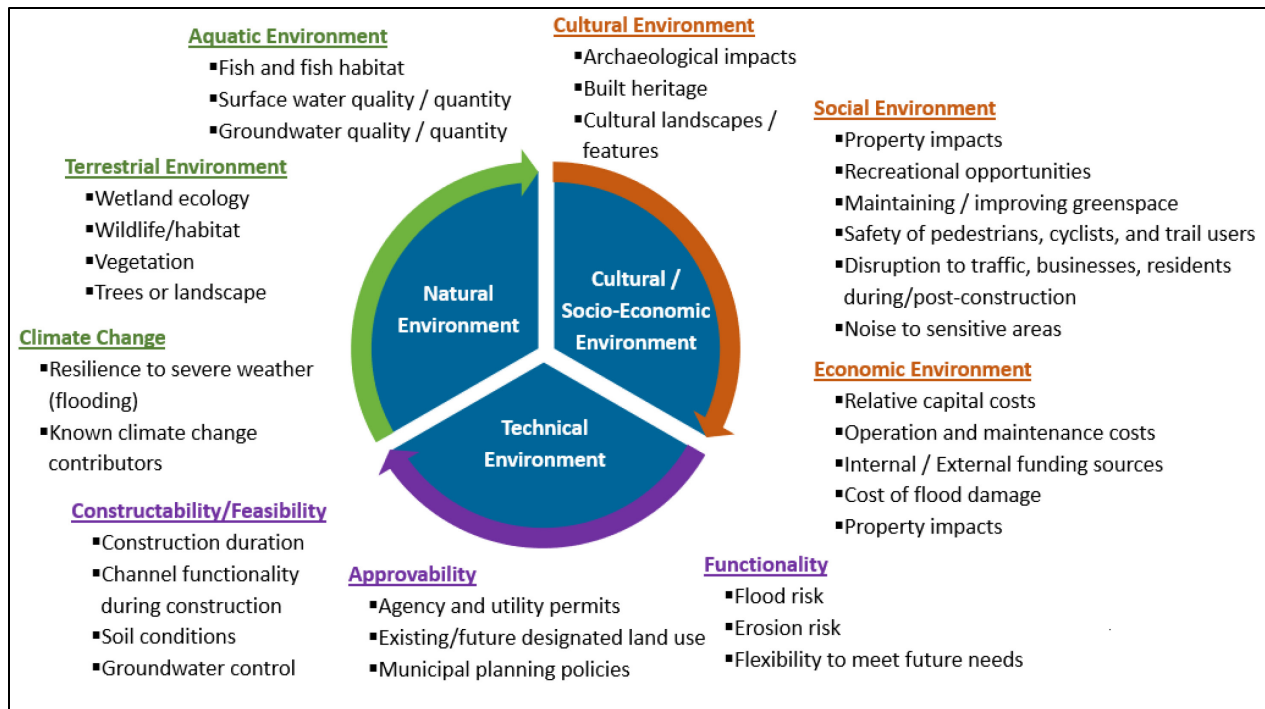 Aquatic Environment
▪Fish and fish habitat
▪Surface water quality / quantity
▪Groundwater quality / quantity
Cultural Environment
▪Archaeological impacts
▪Built heritage
▪Cultural landscapes /
features
Social Environment
▪Property impacts
▪Recreational opportunities
▪Maintaining / improving greenspace
▪Safety of pedestrians, cyclists, and trail users
▪Disruption to traffic, businesses, residents
during/post-construction
▪Noise to sensitive areas
Terrestrial Environment
▪Wetland ecology
▪Wildlife/habitat
▪Vegetation
▪Trees or landscape
Natural
Environment
Cultural /
Socio-Economic
Environment
Technical
Environment
Climate Change
▪Resilience to severe weather
(flooding)
▪Known climate change
contributors
Economic Environment
▪Relative capital costs
▪Operation and maintenance costs
▪Internal / External funding sources
▪Cost of flood damage
▪Property impacts
Constructability/Feasibility
▪Construction duration
▪Channel functionality
during construction
▪Soil conditions
▪Groundwater control
Approvability
▪Agency and utility permits
▪Existing/future designated land use
▪Municipal planning policies
Functionality
▪Flood risk
▪Erosion risk
▪Flexibility to meet future needs